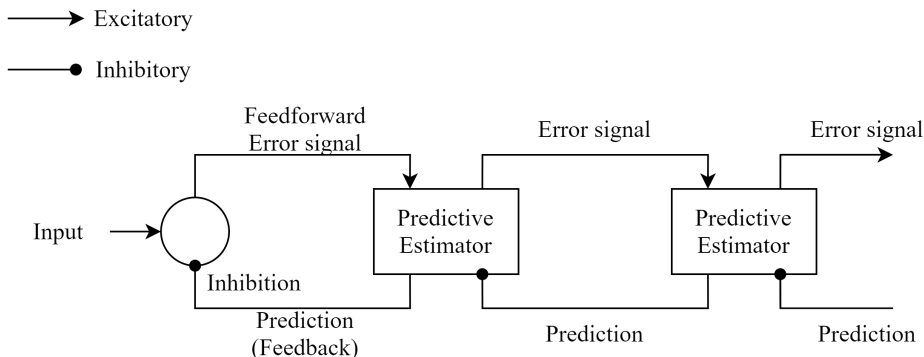 Excitatory
Inhibitory
Feedforward
Error signal
Error signal
Error signal
Input
Predictive
Estimator
Predictive
Estimator
Inhibition
Prediction
(Feedback)
Prediction
Prediction